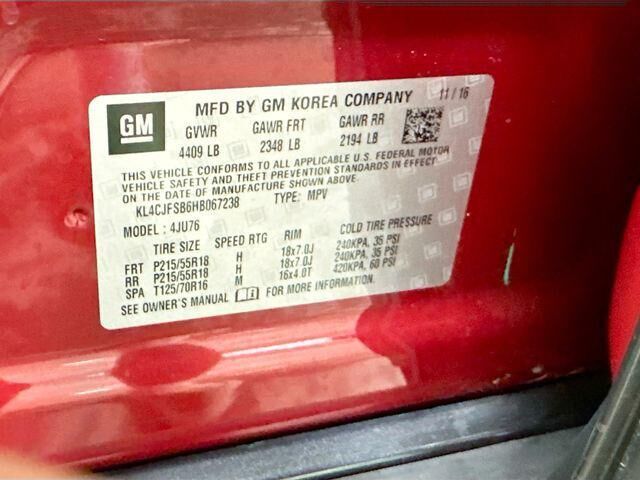 GM
MFD BY GM KOREA COMPANY 11/16
GVWR GAWR FRT GAWR RR
4409 LB 2348 LB 2194 LB
THIS VEHICLE CONFORMS TO ALL APPLICABLE U.S. FEDERAL MOTOR
VEHICLE SAFETY AND THEFT PREVENTION STANDARDS IN EFFECT
ON THE DATE OF MANUFACTURE SHOWN ABOVE.
KL4CJFSB6HB067238 TYPE: MPV
MODEL: 4JU76
TIRE SIZE SPEED RTG RIM COLD TIRE PRESSURE
FRT P215/55R18 H 18x7.0J 240KPA, 35 PSI
RR P215/55R18 H 18x7.0J 240KPA, 35 PSI
SPA T125/70R16 M 16x4.0T 420KPA, 60 PSI
SEE OWNER'S MANUAL FOR MORE INFORMATION.